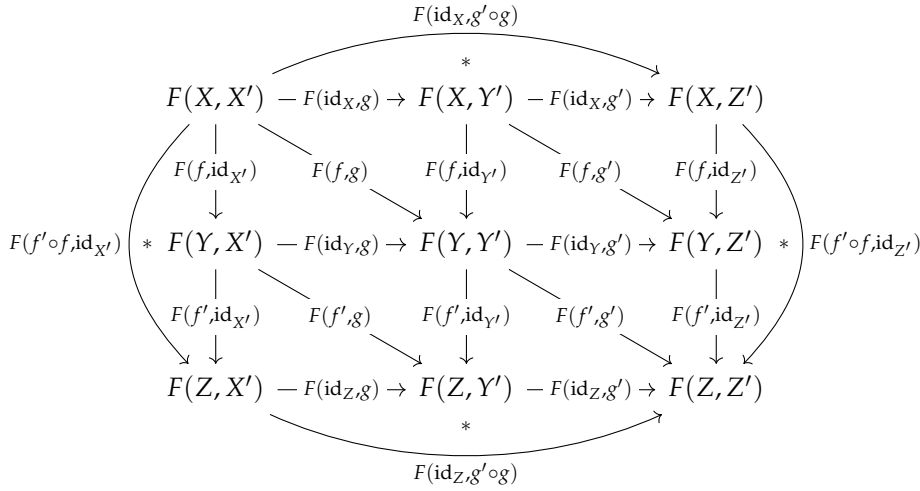 F(id_X,g′∘g)
*
F(X, X′) F(id_X,g) F(X, Y′) F(id_X,g′) F(X, Z′)
F(f,id_X′) F(f,g) F(f,id_Y′) F(f,g′) F(f,id_Z′)
F(f′∘f,id_X′) * F(Y, X′) F(id_Y,g) F(Y, Y′) F(id_Y,g′) F(Y, Z′) * F(f′∘f,id_Z′)
F(f′,id_X′) F(f′,g) F(f′,id_Y′) F(f′,g′) F(f′,id_Z′)
F(Z, X′) F(id_Z,g) F(Z, Y′) F(id_Z,g′) F(Z, Z′)
*
F(id_Z,g′∘g)